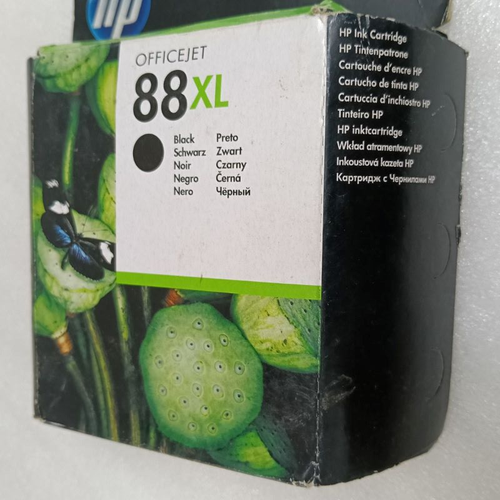 hp
OFFICEJET
88XL
Black Preto
Schwarz Zwart
Noir Czarny
Negro Černá
Nero Чёрный
HP Ink Cartridge
HP Tintenpatrone
Cartouche d'encre HP
Cartucho de tinta HP
Cartuccia d'inchiostro HP
Tinteiro HP
HP inktcartridge
Wkład atramentowy HP
Inkoustová kazeta HP
Картридж с Чернилами HP